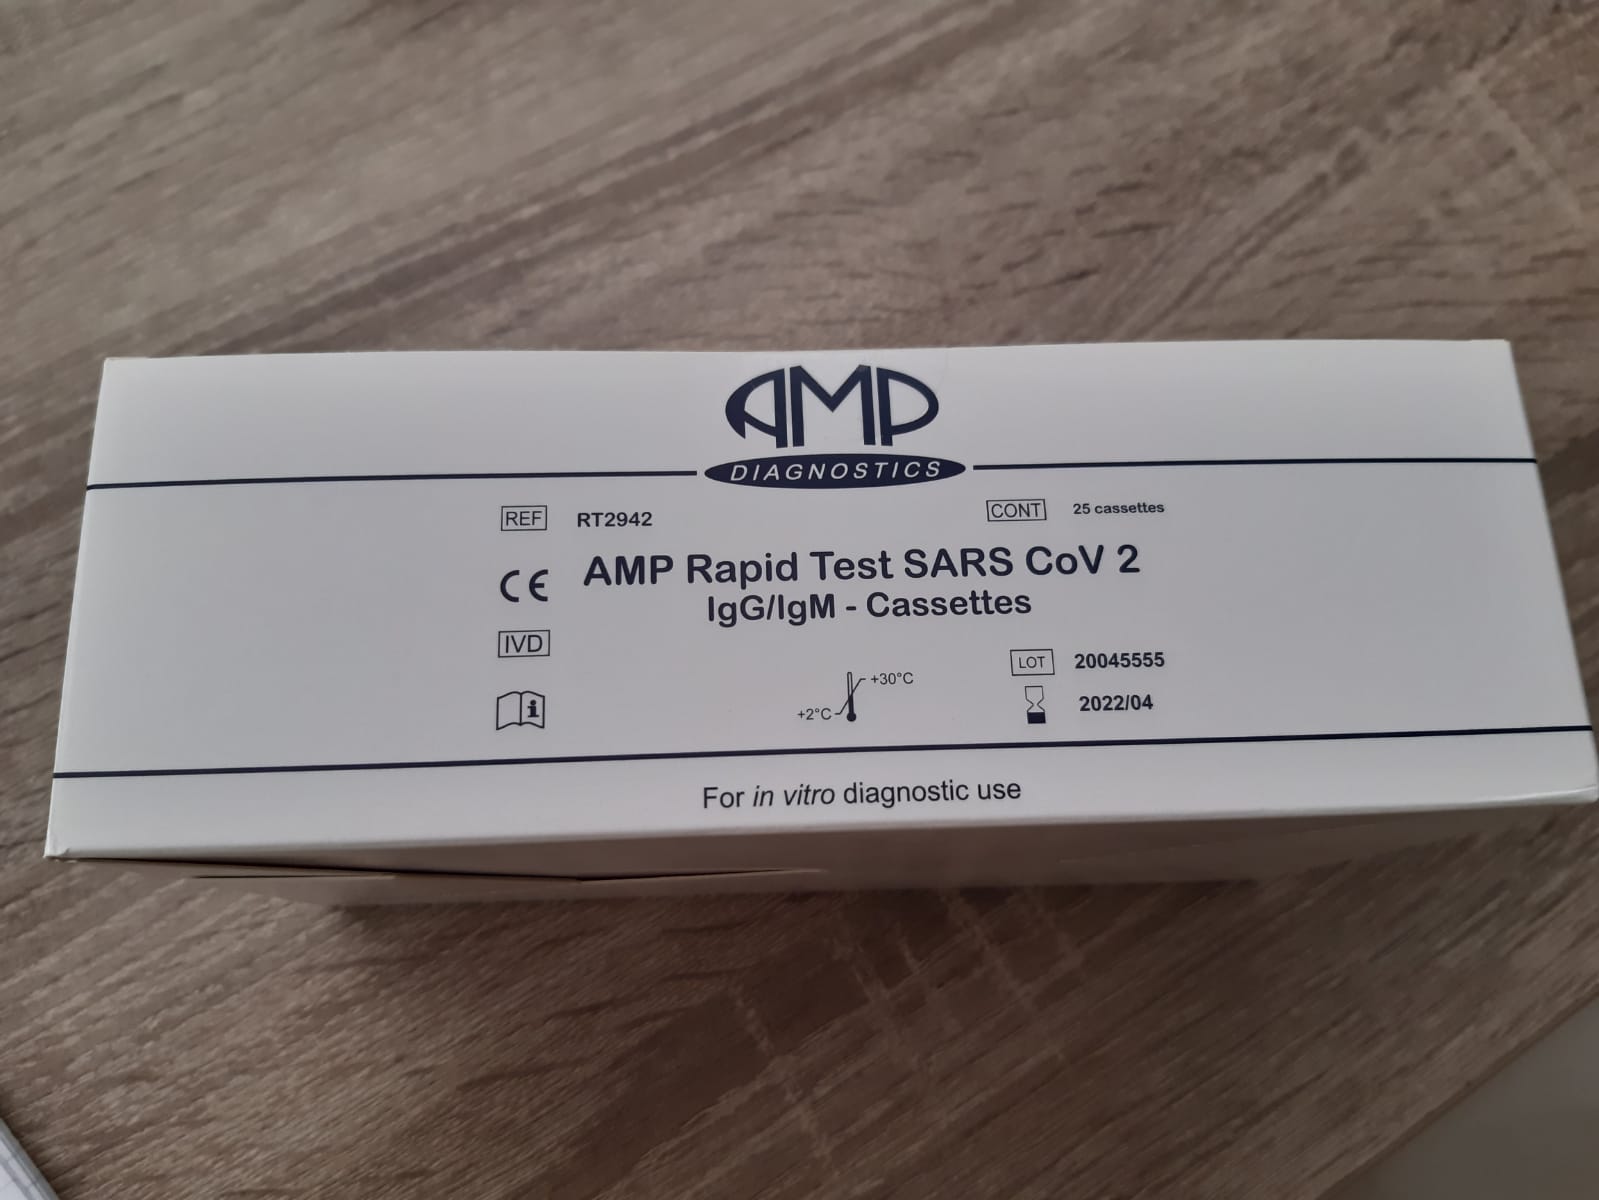 AMP
DIAGNOSTICS
REF RT2942
CONT 25 cassettes
CE
AMP Rapid Test SARS CoV 2
IgG/IgM - Cassettes
IVD
LOT 20045555
+30°C
+2°C
i
2022/04
For in vitro diagnostic use